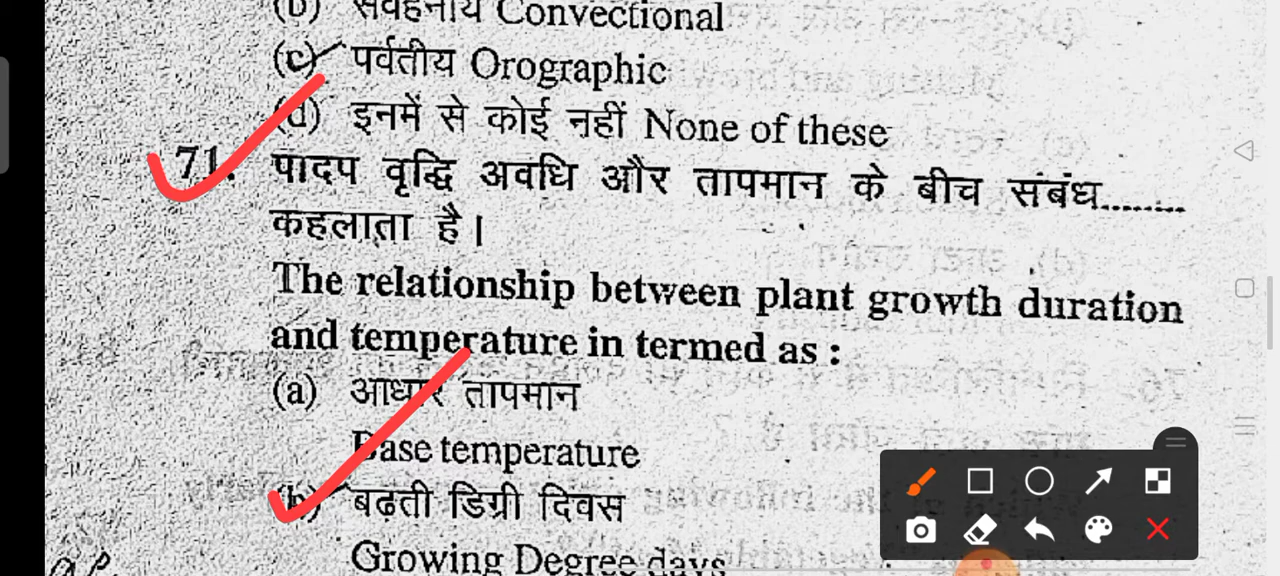 (b) संवहनीय Convectional
(c) पर्वतीय Orographic
(d) इनमें से कोई नहीं None of these
71. पादप वृद्धि अवधि और तापमान के बीच संबंध.........
कहलाता है।
The relationship between plant growth duration
and temperature in termed as :
(a) आधार तापमान
Base temperature
(b) बढ़ती डिग्री दिवस
Growing Degree days